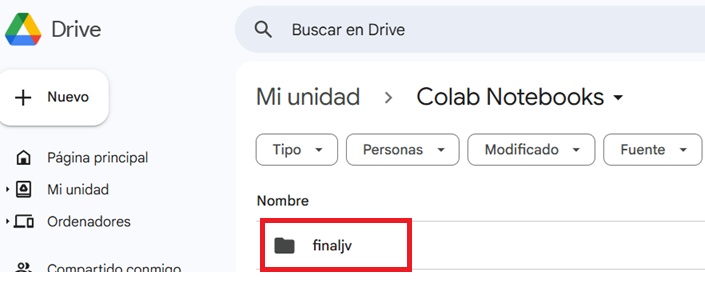 Drive
Buscar en Drive
Nuevo
Mi unidad > Colab Notebooks
Tipo Personas Modificado Fuente
Página principal
Mi unidad
Ordenadores
Compartido conmigo
Nombre
finaljv